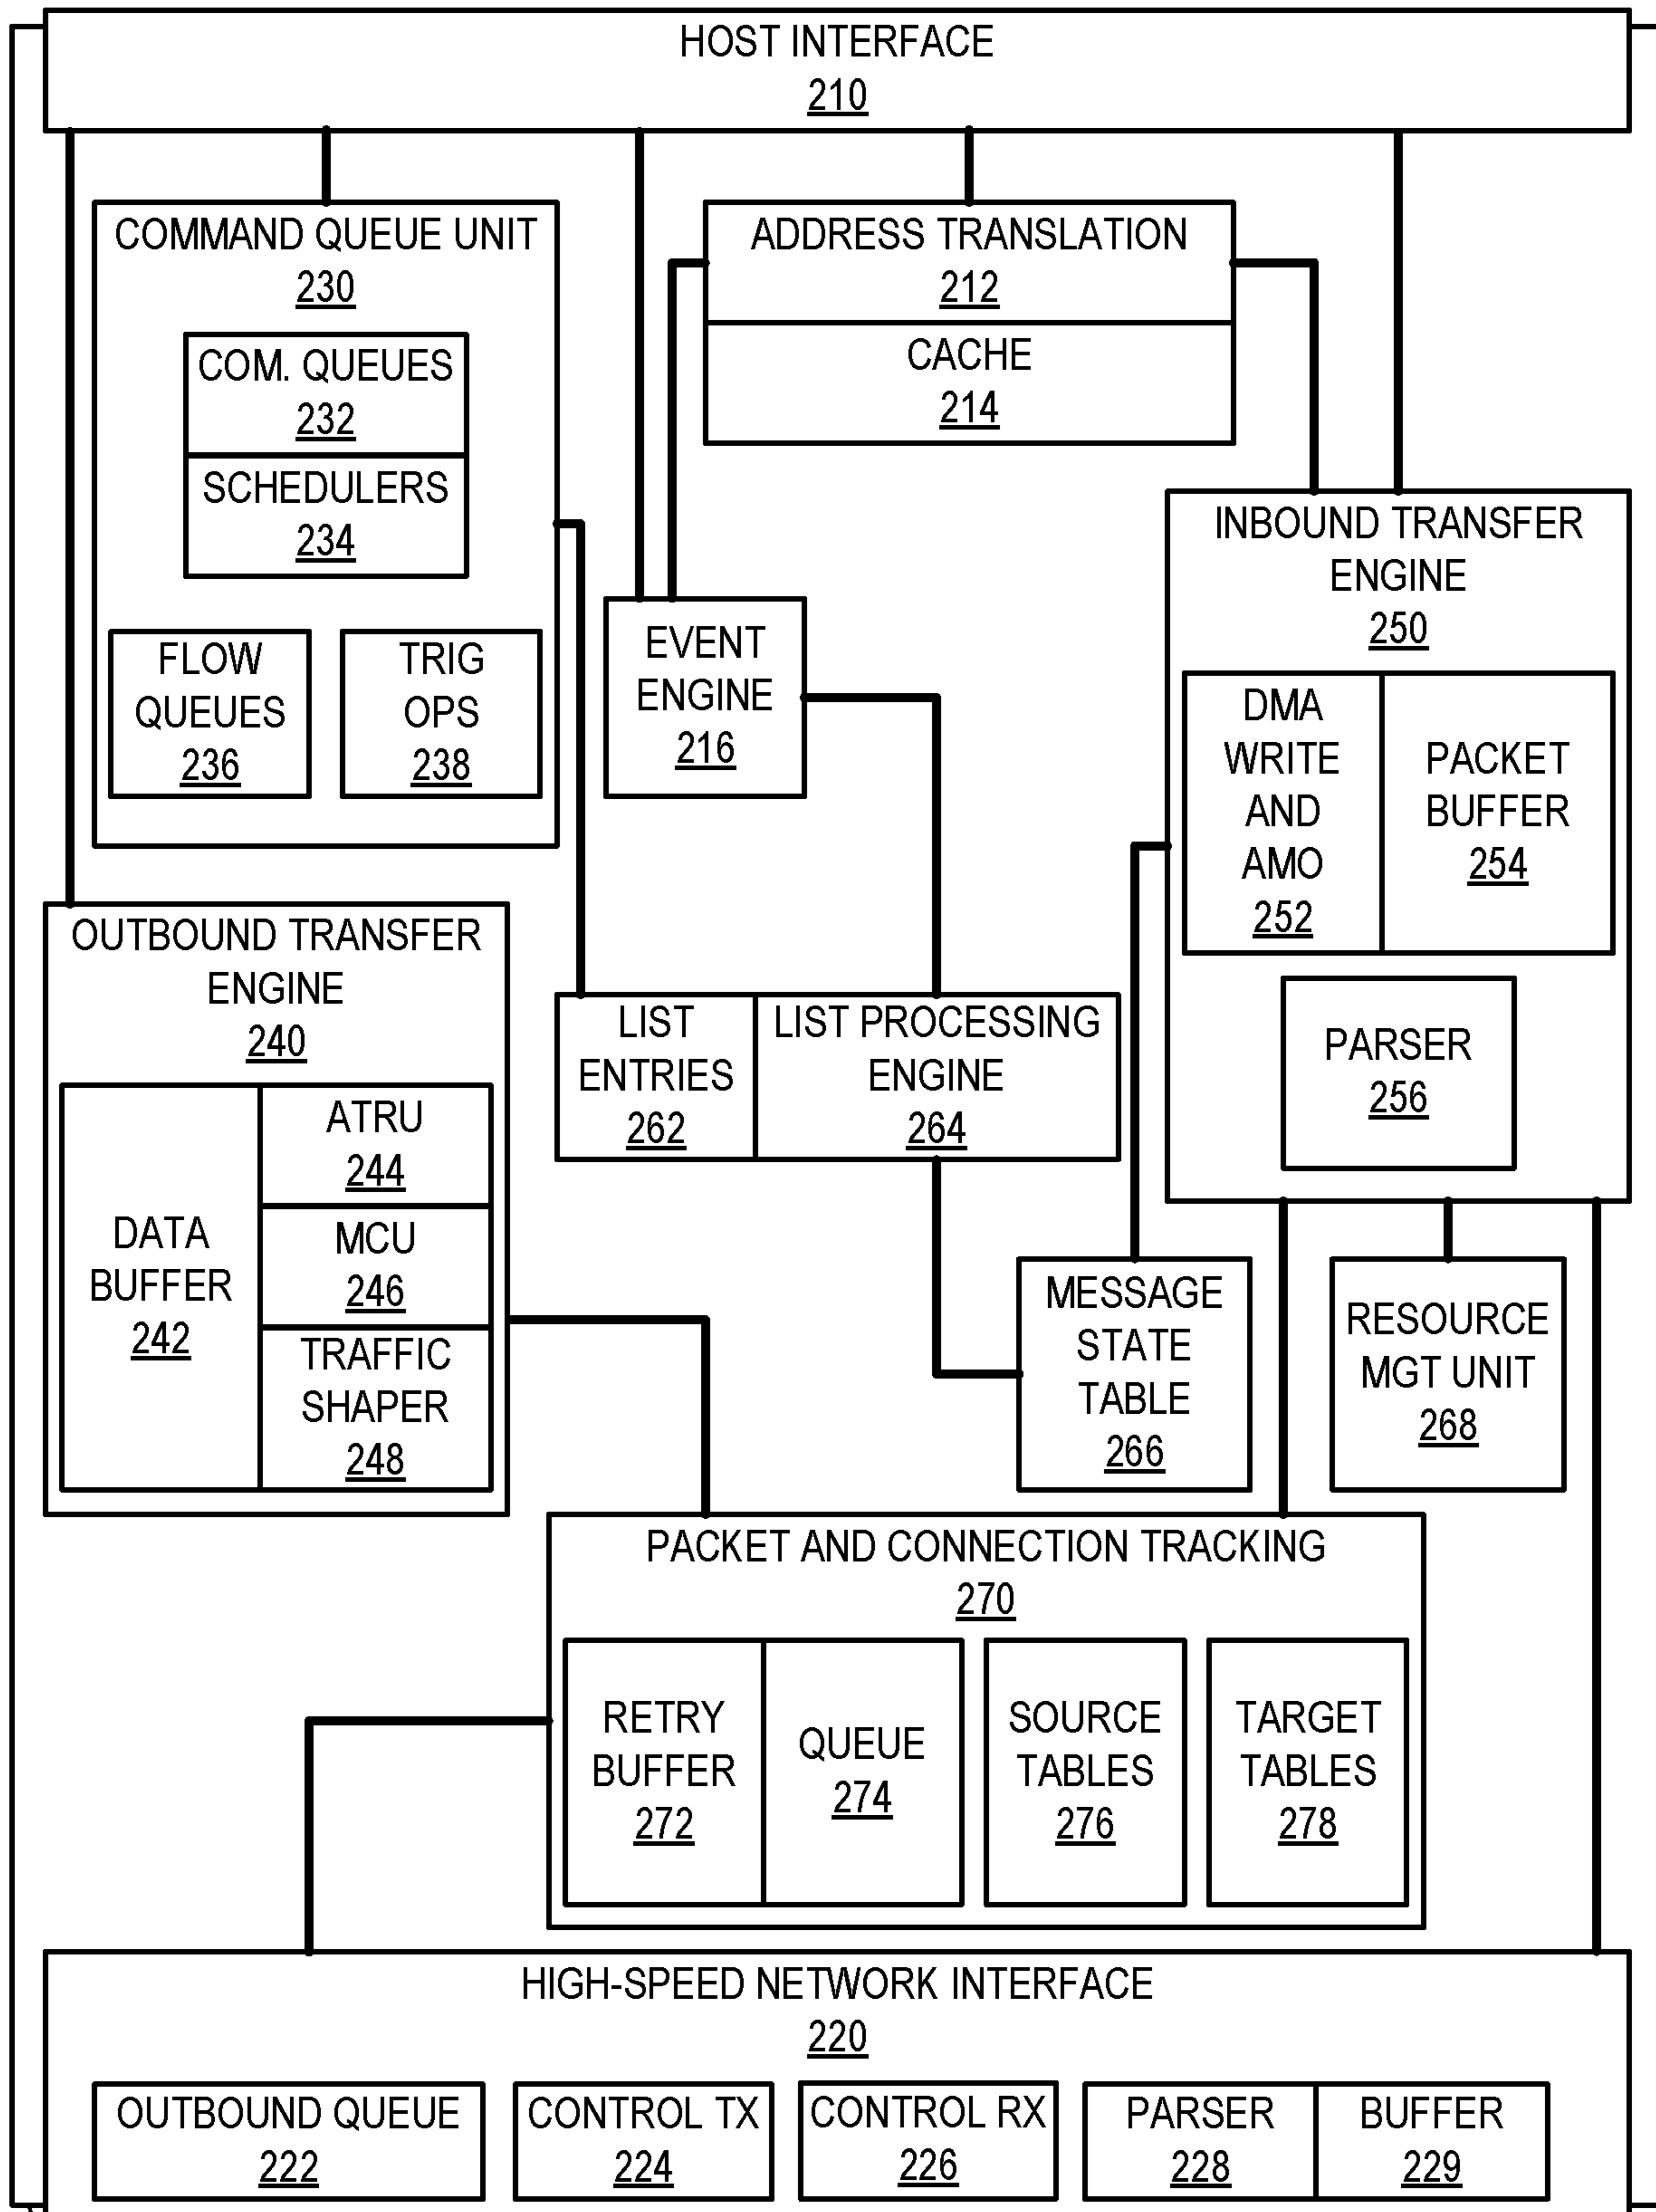 HOST INTERFACE
210
COMMAND QUEUE UNIT
230
COM. QUEUES
232
SCHEDULERS
234
FLOW
QUEUES
236
TRIG
OPS
238
ADDRESS TRANSLATION
212
CACHE
214
EVENT
ENGINE
216
INBOUND TRANSFER
ENGINE
250
DMA
WRITE
AND
AMO
252
PACKET
BUFFER
254
PARSER
256
OUTBOUND TRANSFER
ENGINE
240
DATA
BUFFER
242
ATRU
244
MCU
246
TRAFFIC
SHAPER
248
LIST
ENTRIES
262
LIST PROCESSING
ENGINE
264
MESSAGE
STATE
TABLE
266
RESOURCE
MGT UNIT
268
PACKET AND CONNECTION TRACKING
270
RETRY
BUFFER
272
QUEUE
274
SOURCE
TABLES
276
TARGET
TABLES
278
HIGH-SPEED NETWORK INTERFACE
220
OUTBOUND QUEUE
222
CONTROL TX
224
CONTROL RX
226
PARSER
228
BUFFER
229